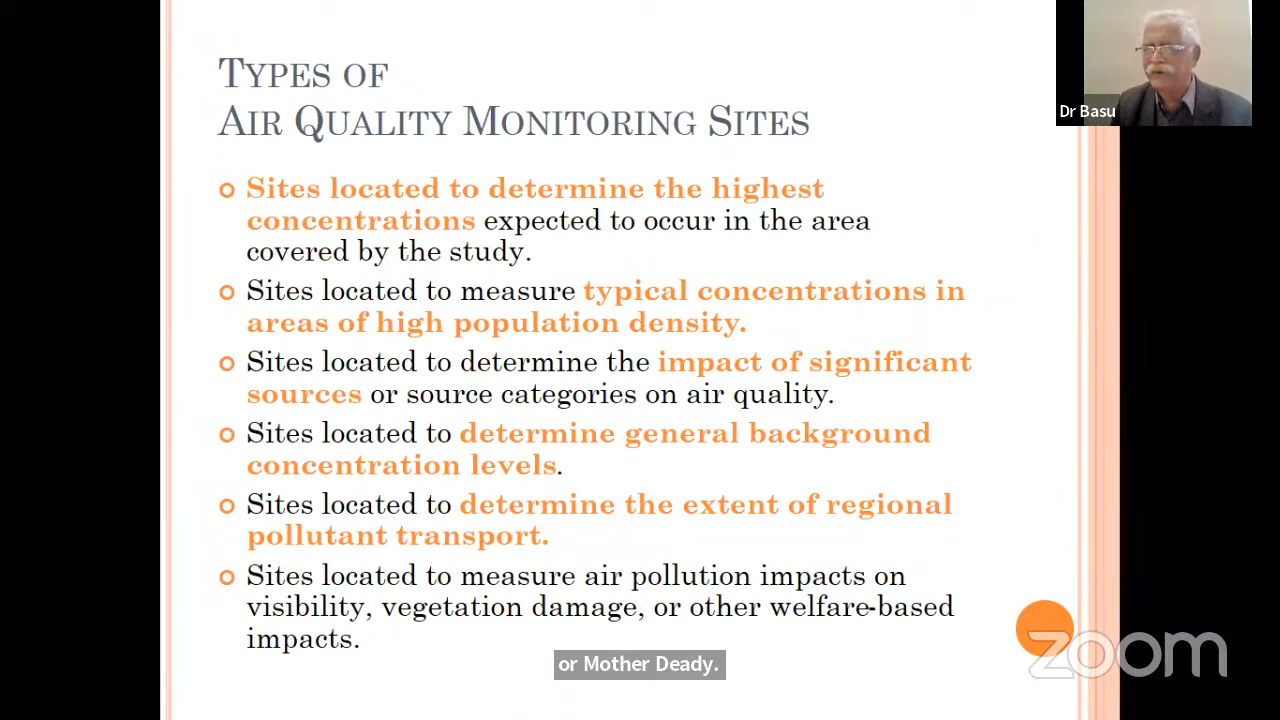 TYPES OF
AIR QUALITY MONITORING SITES
Dr Basu
Sites located to determine the highest
concentrations expected to occur in the area
covered by the study.
Sites located to measure typical concentrations in
areas of high population density.
Sites located to determine the impact of significant
sources or source categories on air quality.
Sites located to determine general background
concentration levels.
Sites located to determine the extent of regional
pollutant transport.
Sites located to measure air pollution impacts on
visibility, vegetation damage, or other welfare-based
impacts.
or Mother Deady.
zoom